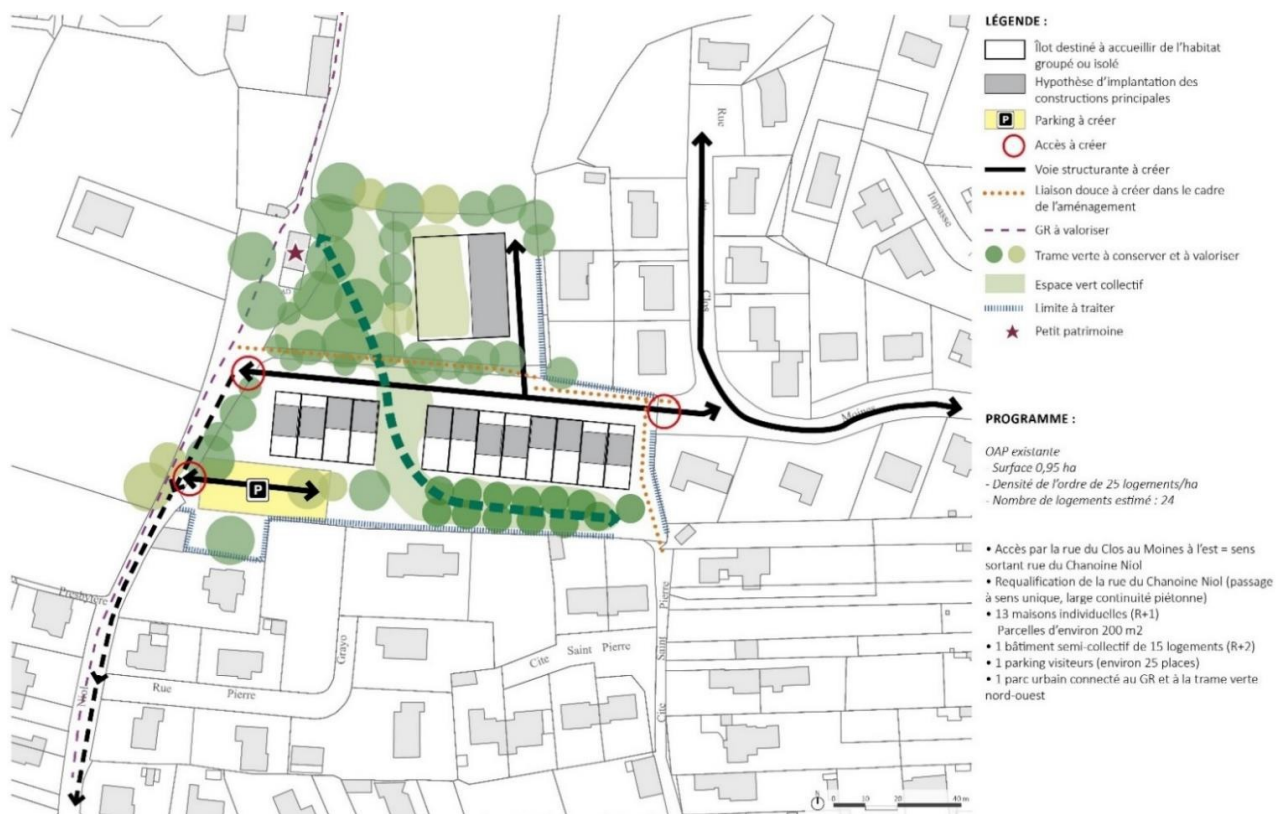 LÉGENDE :
Îlot destiné à accueillir de l'habitat
groupé ou isolé
Hypothèse d'implantation des
constructions principales
P
Parking à créer
Accès à créer
Voie structurante à créer
Liaison douce à créer dans le cadre
de l'aménagement
GR à valoriser
Trame verte à conserver et à valoriser
Espace vert collectif
Limite à traiter
Petit patrimoine
PROGRAMME :
OAP existante
Surface 0,95 ha
- Densité de l'ordre de 25 logements/ha
- Nombre de logements estimé : 24
• Accès par la rue du Clos au Moines à l'est = sens
sortant rue du Chanoine Niol
• Requalification de la rue du Chanoine Niol (passage
à sens unique, large continuité piétonne)
• 13 maisons individuelles (R+1)
Parcelles d'environ 200 m2
• 1 bâtiment semi-collectif de 15 logements (R+2)
• 1 parking visiteurs (environ 25 places)
• 1 parc urbain connecté au GR et à la trame verte
nord-ouest
Rue
Clos
Moines
Impasse
P
Presbytère
Niol
Rue Pierre
Grayo
Cite Saint Pierre
Cite Saint Pierre
N
0 10 20 40 m